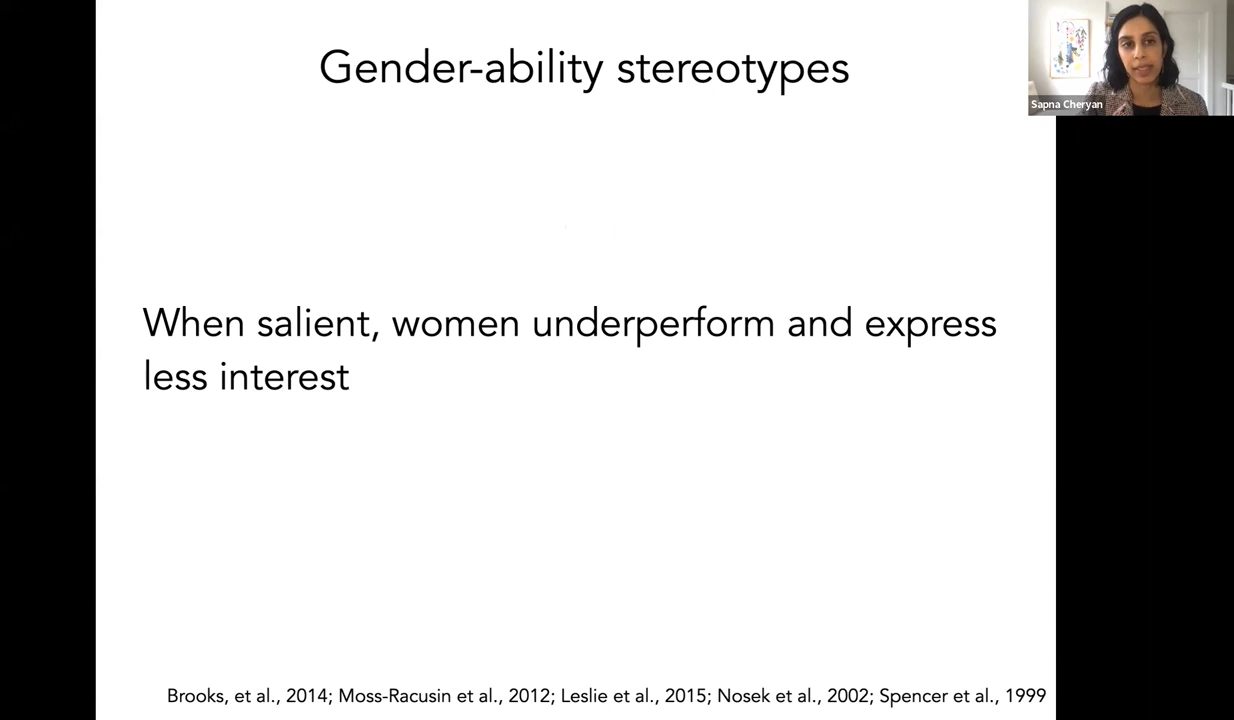 Gender-ability stereotypes
Sapna Cheryan
When salient, women underperform and express
less interest
Brooks, et al., 2014; Moss-Racusin et al., 2012; Leslie et al., 2015; Nosek et al., 2002; Spencer et al., 1999